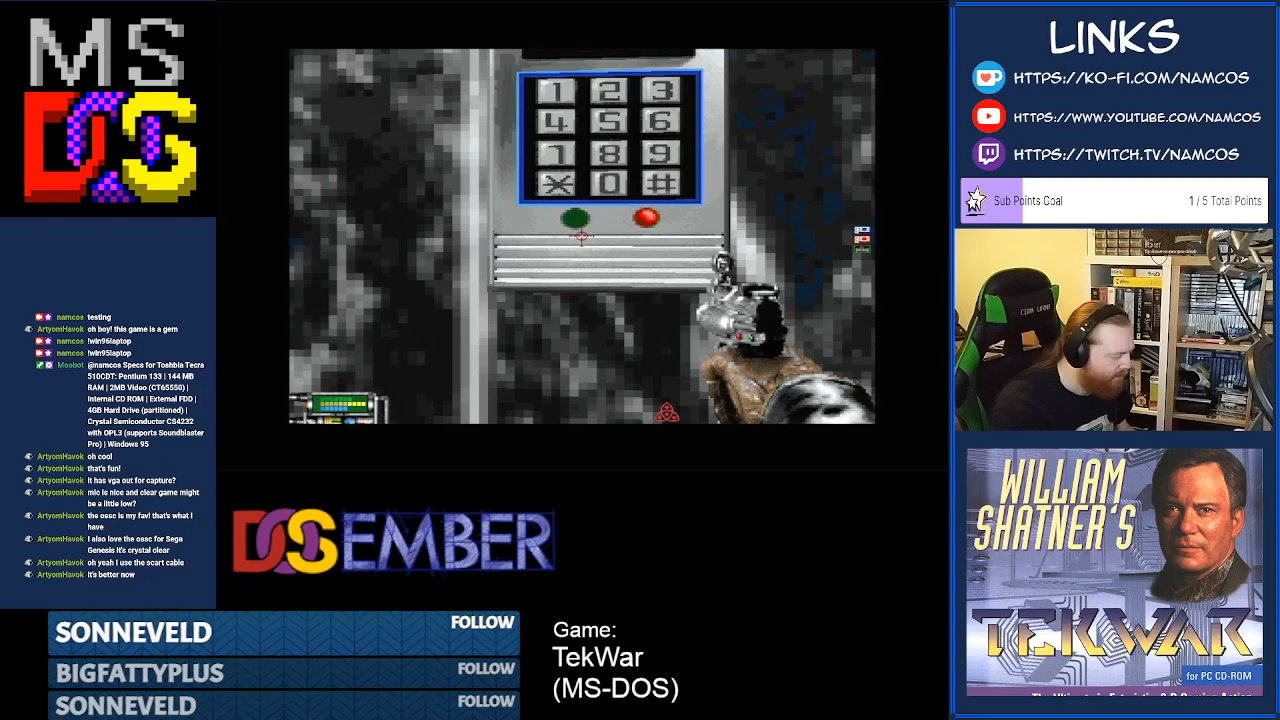 MS
DOS
1 2 3
4 5 6
7 8 9
* 0 #
namcos testing
ArtyomHavok oh boy! this game is a gem
namcos !win96laptop
namcos !win95laptop
Moobot @namcos Specs for Toshbia Tecra
510CDT: Pentium 133 | 144 MB
RAM | 2MB Video (CT65550) |
Internal CD ROM | External FDD |
4GB Hard Drive (partitioned) |
Crystal Semiconductor CS4232
with OPL3 (supports Soundblaster
Pro) | Windows 95
ArtyomHavok oh cool
ArtyomHavok that's fun!
ArtyomHavok it has vga out for capture?
ArtyomHavok mic is nice and clear game might
be a little low?
ArtyomHavok the ossc is my fav! that's what I
have
ArtyomHavok I also love the ossc for Sega
Genesis it's crystal clear
ArtyomHavok oh yeah I use the scart cable
ArtyomHavok It's better now
DOSEMBER
SONNEVELD FOLLOW
BIGFATTYPLUS FOLLOW
SONNEVELD FOLLOW
Game:
TekWar
(MS-DOS)
LINKS
HTTPS://KO-FI.COM/NAMCOS
HTTPS://WWW.YOUTUBE.COM/NAMCOS
HTTPS://TWITCH.TV/NAMCOS
Sub Points Goal 1 / 5 Total Points
WILLIAM
SHATNER'S
TEKWAR
for PC CD-ROM